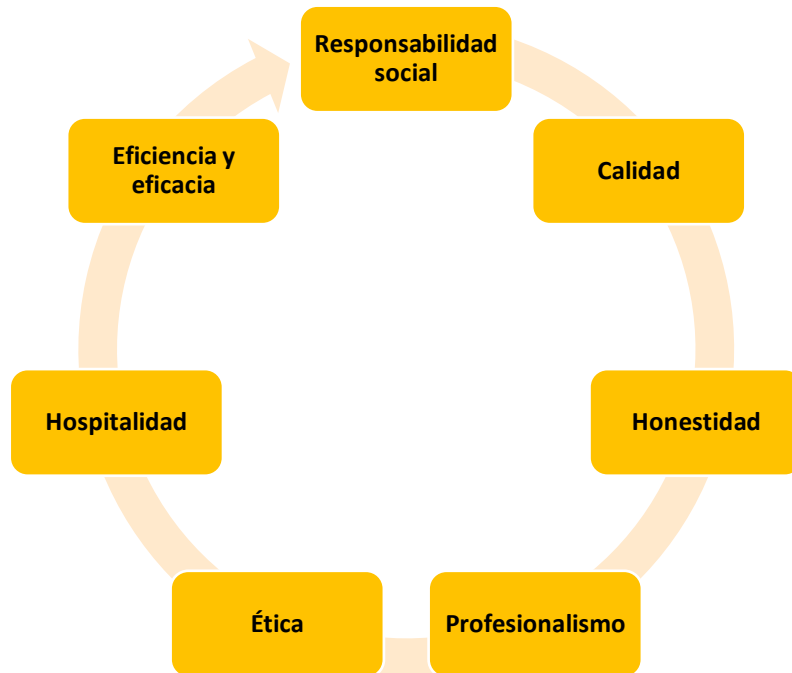 Responsabilidad
social
Calidad
Honestidad
Profesionalismo
Ética
Hospitalidad
Eficiencia y
eficacia